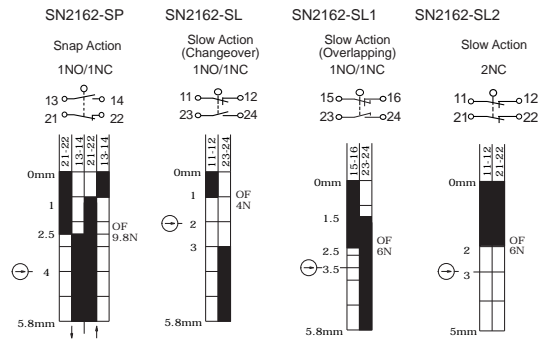 SN2162-SP SN2162-SL SN2162-SL1 SN2162-SL2
Snap Action
Slow Action
(Changeover)
Slow Action
(Overlapping)
Slow Action
1NO/1NC 1NO/1NC 1NO/1NC 2NC
13 14
21 22
11 12
23 24
15 16
23 24
11 12
21 22
21-22
13-14
21-22
13-14
0mm
1
2.5
4
5.8mm
OF
9.8N
11-12
23-24
0mm
1
2
3
5.8mm
OF
4N
15-16
23-24
0mm
1.5
2.5
3.5
5.8mm
OF
6N
11-12
21-22
0mm
2
3
5mm
OF
6N